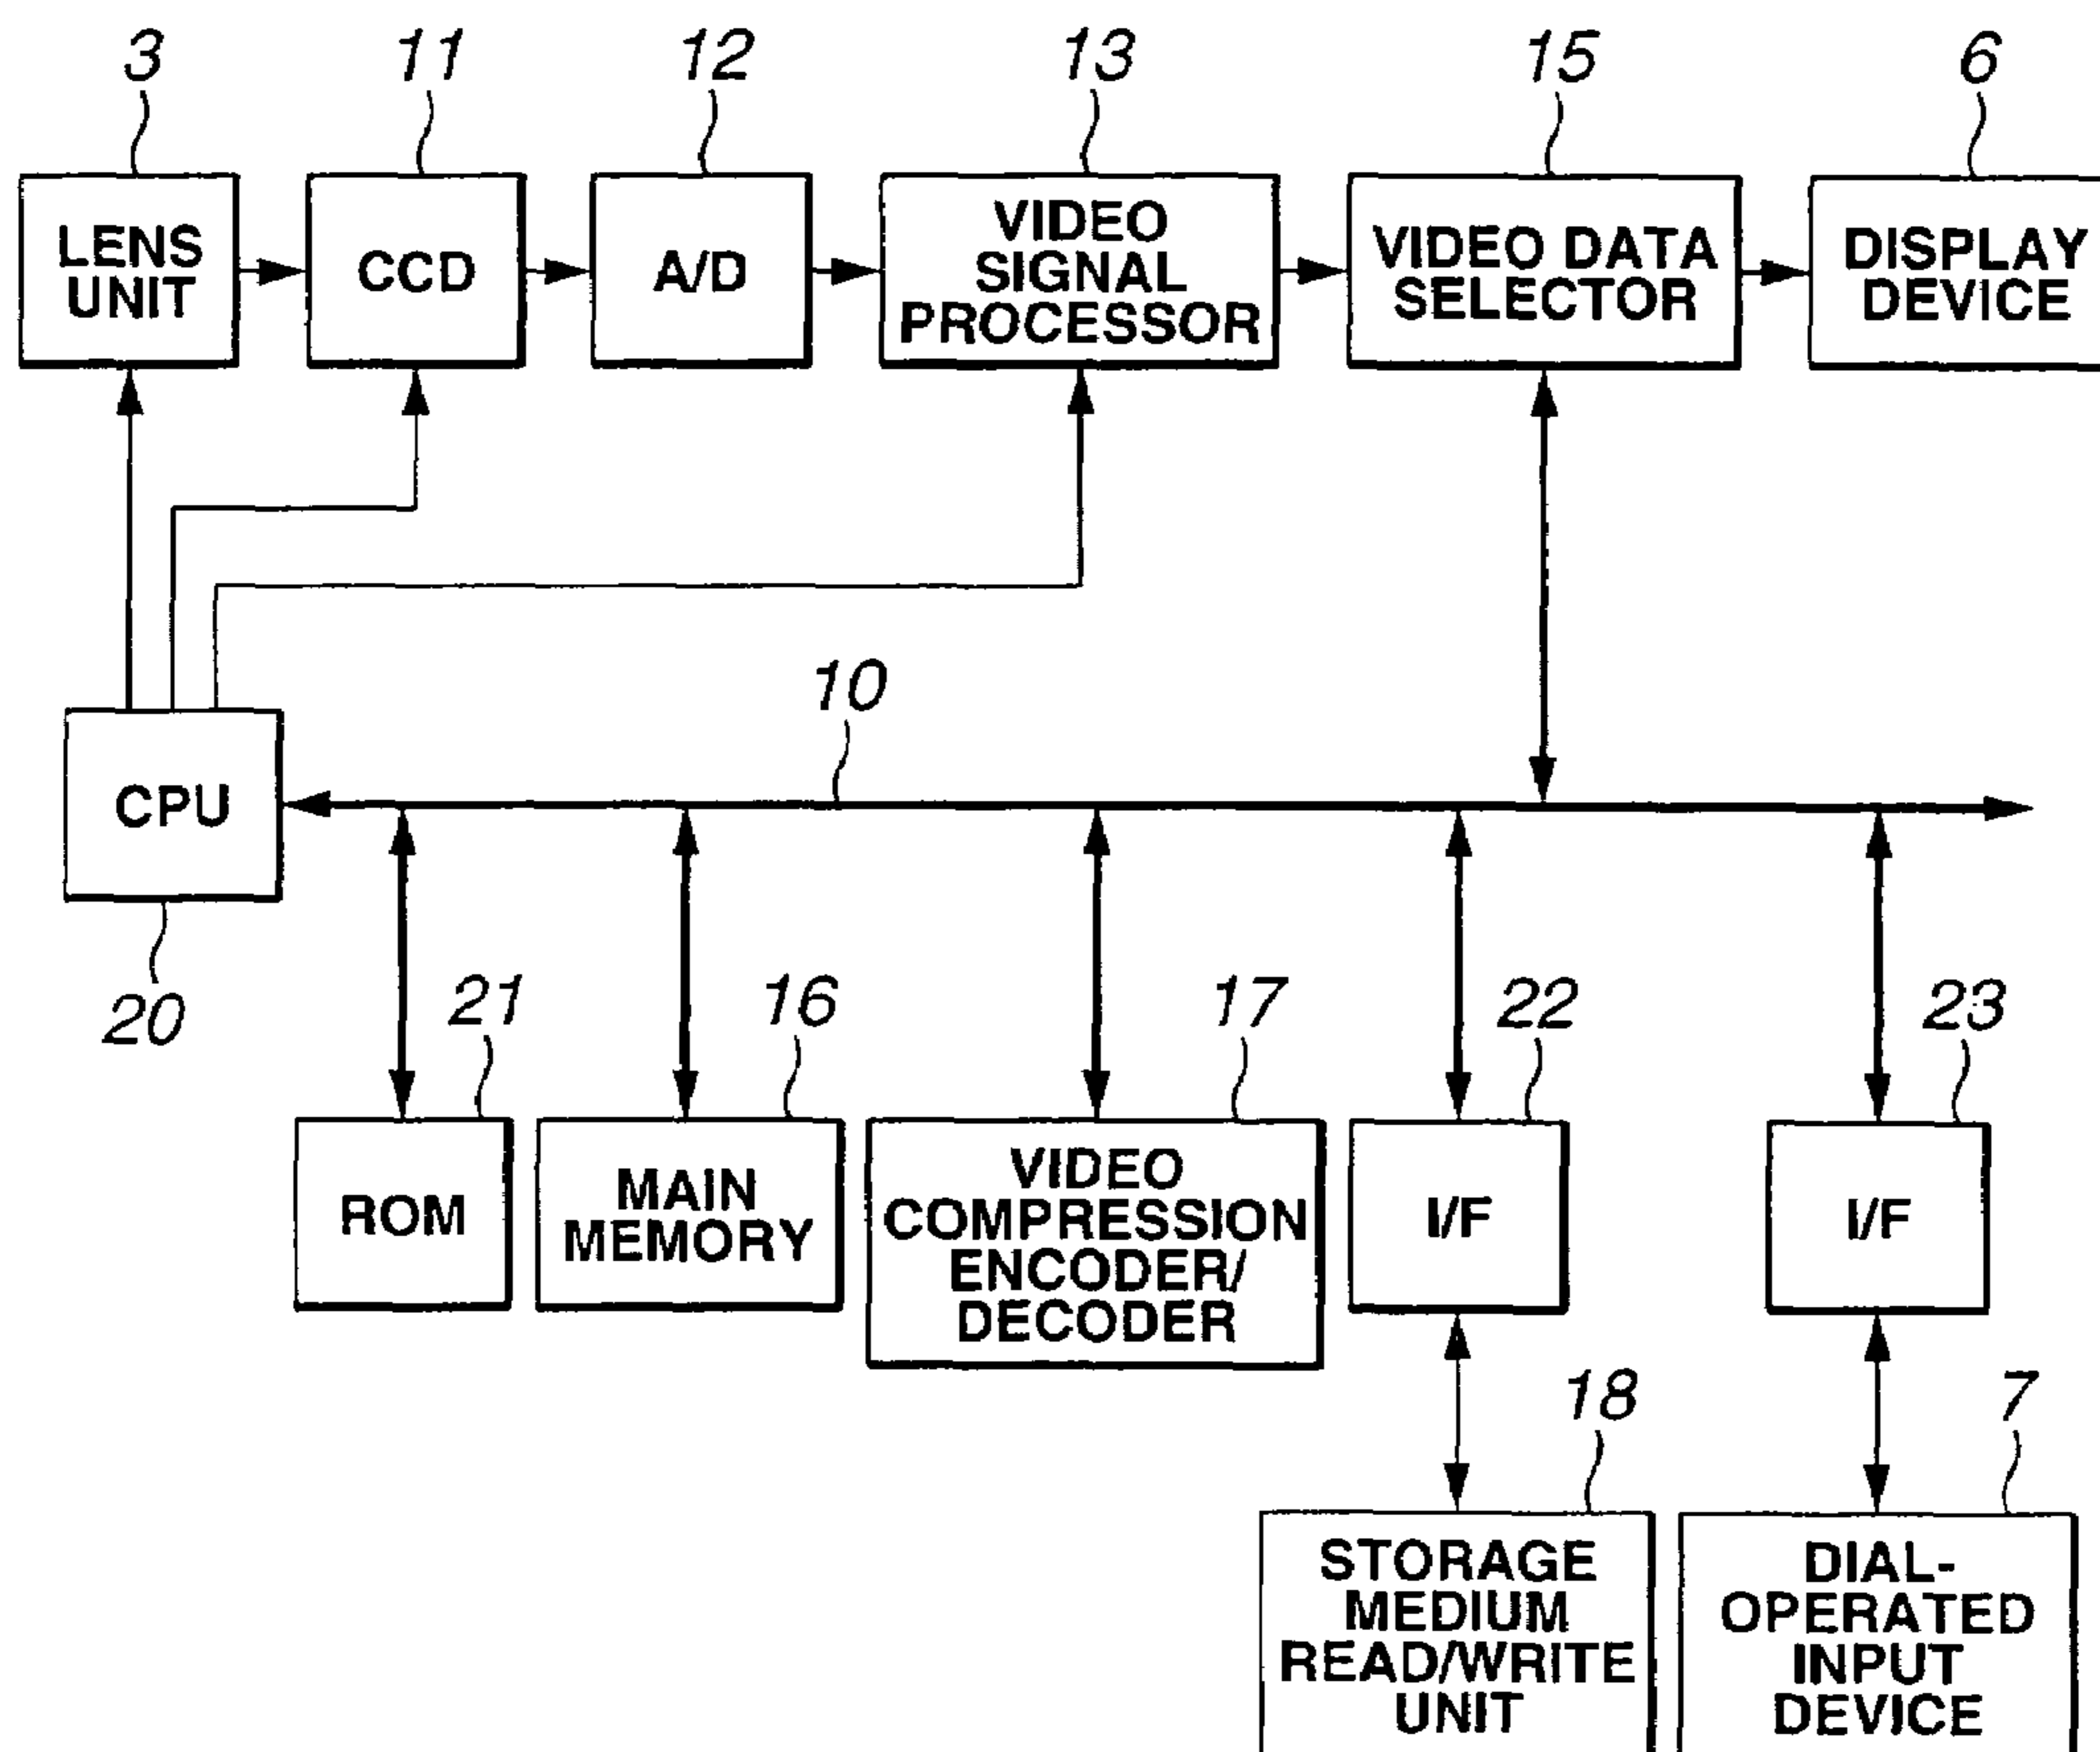 3
11
12
13
15
6
LENS
UNIT
CCD
A/D
VIDEO
SIGNAL
PROCESSOR
VIDEO DATA
SELECTOR
DISPLAY
DEVICE
10
CPU
20
21
16
17
22
23
ROM
MAIN
MEMORY
VIDEO
COMPRESSION
ENCODER/
DECODER
I/F
I/F
18
7
STORAGE
MEDIUM
READ/WRITE
UNIT
DIAL-
OPERATED
INPUT
DEVICE